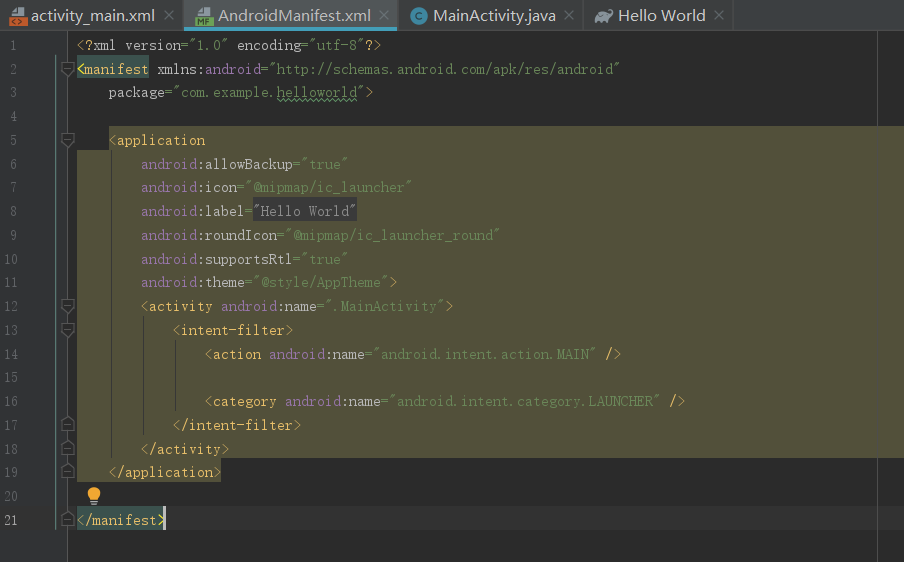 activity_main.xml AndroidManifest.xml MainActivity.java Hello World
1 <?xml version="1.0" encoding="utf-8"?>
2 <manifest xmlns:android="http://schemas.android.com/apk/res/android"
3 package="com.example.helloworld">
4
5 <application
6 android:allowBackup="true"
7 android:icon="@mipmap/ic_launcher"
8 android:label="Hello World"
9 android:roundIcon="@mipmap/ic_launcher_round"
10 android:supportsRtl="true"
11 android:theme="@style/AppTheme">
12 <activity android:name=".MainActivity">
13 <intent-filter>
14 <action android:name="android.intent.action.MAIN" />
15
16 <category android:name="android.intent.category.LAUNCHER" />
17 </intent-filter>
18 </activity>
19 </application>
20
21 </manifest>